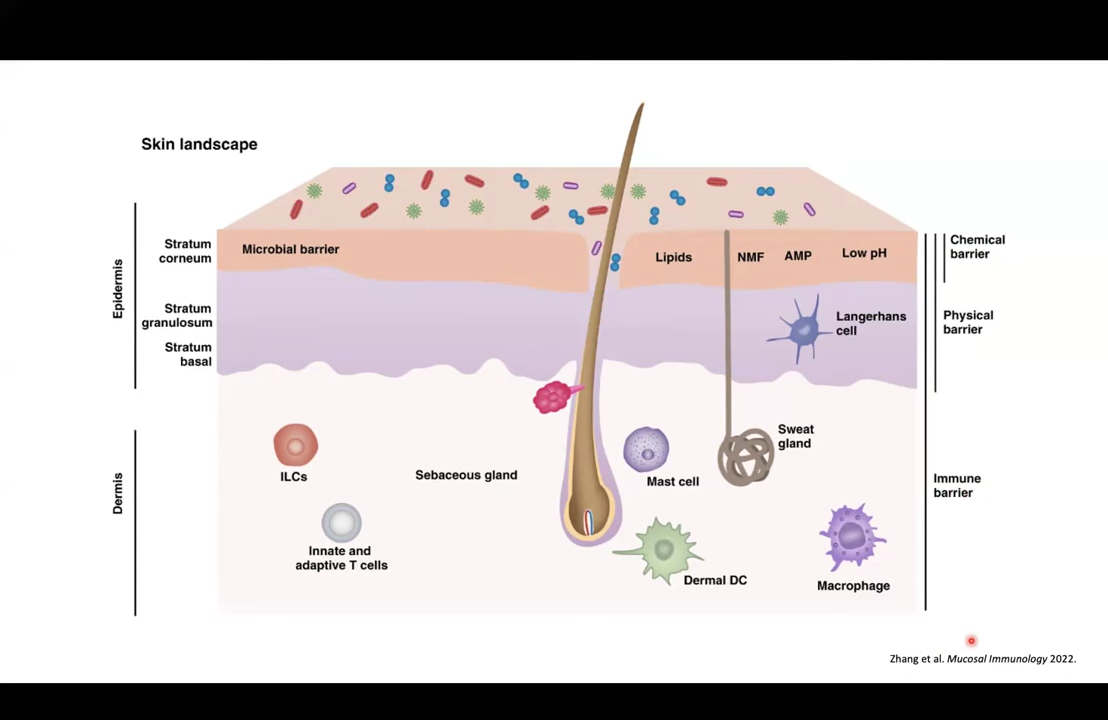 Skin landscape
Epidermis
Stratum
corneum
Stratum
granulosum
Stratum
basal
Microbial barrier
Lipids
NMF
AMP
Low pH
Langerhans
cell
Chemical
barrier
Physical
barrier
Dermis
ILCs
Innate and
adaptive T cells
Sebaceous gland
Mast cell
Sweat
gland
Dermal DC
Macrophage
Immune
barrier
Zhang et al. Mucosal Immunology 2022.